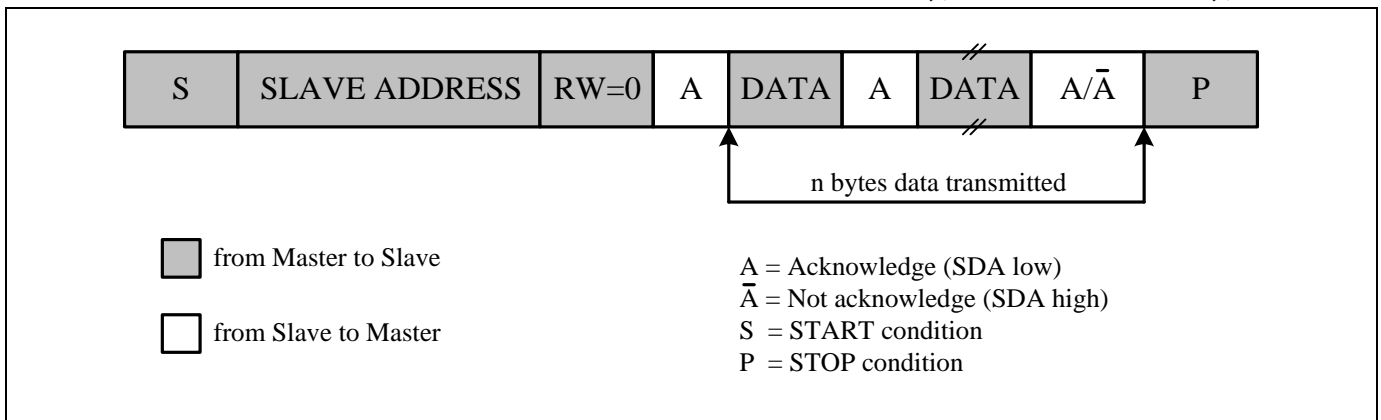 S SLAVE ADDRESS RW=0 A DATA A DATA A/Ā P
n bytes data transmitted
from Master to Slave
from Slave to Master
A = Acknowledge (SDA low)
Ā = Not acknowledge (SDA high)
S = START condition
P = STOP condition